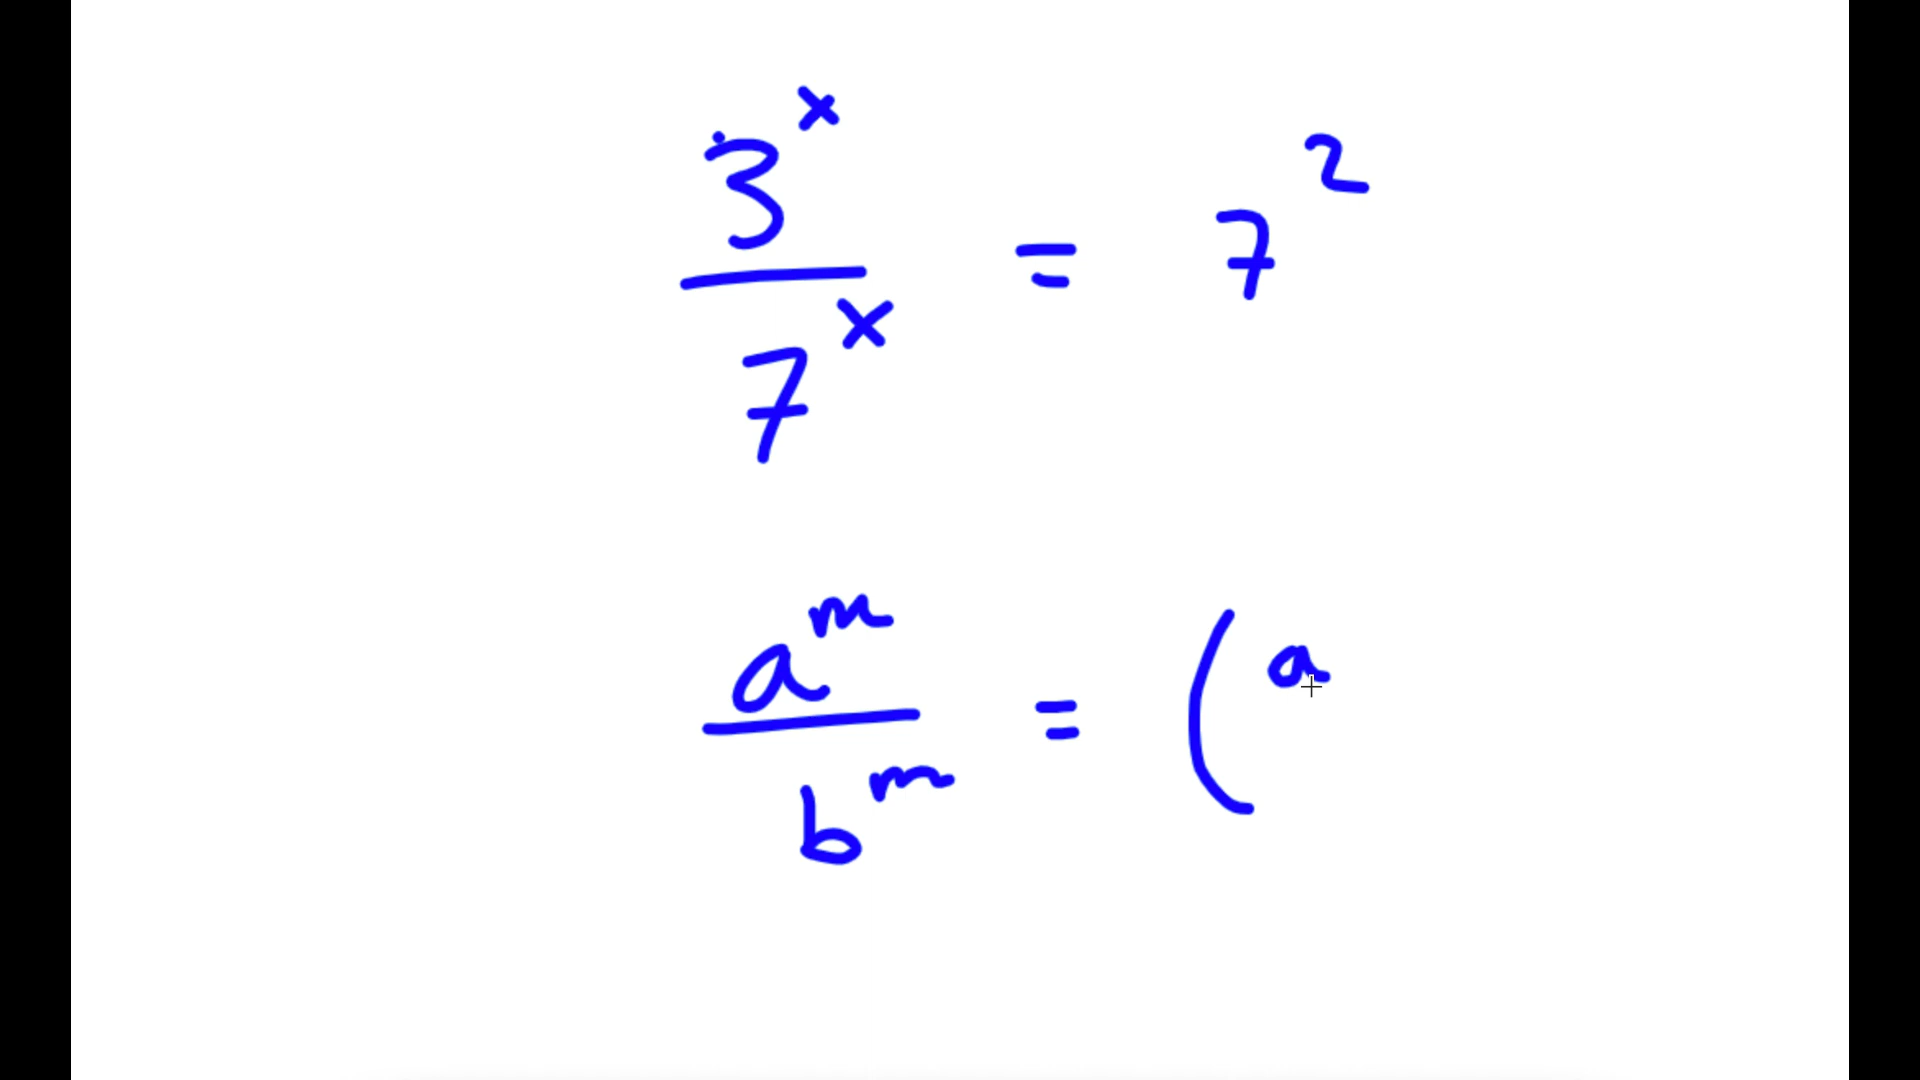 3^x / 7^x = 7^2
a^m / b^m = (a